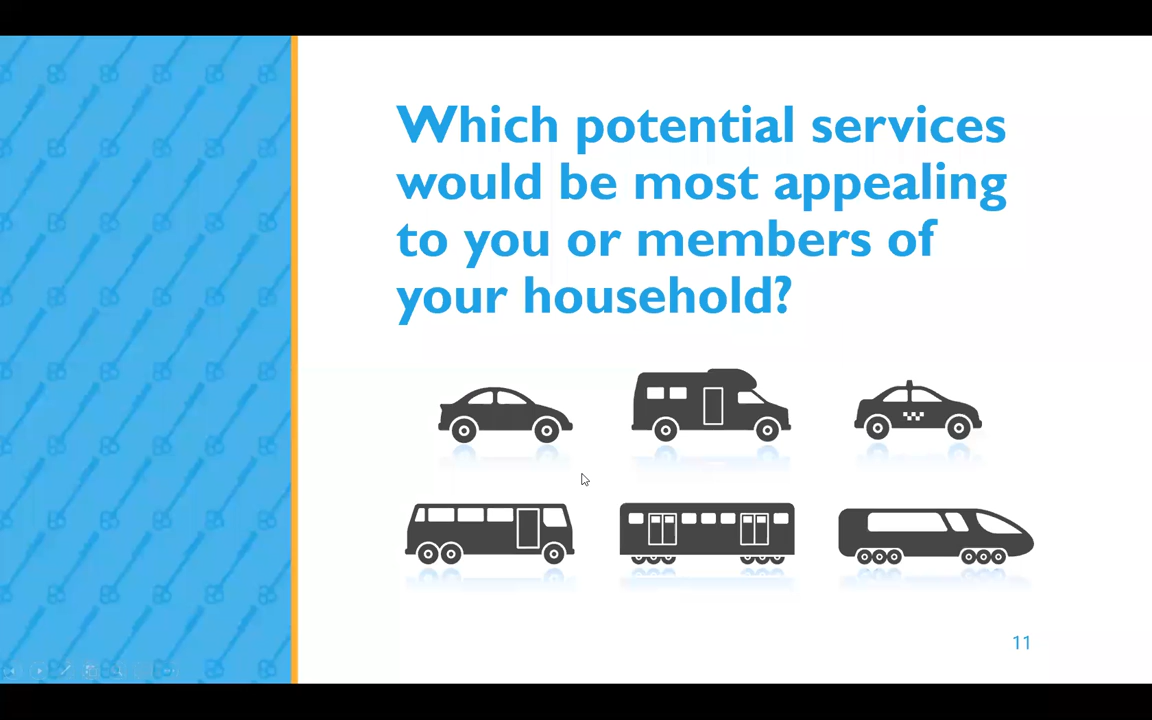 Which potential services
would be most appealing
to you or members of
your household?
11